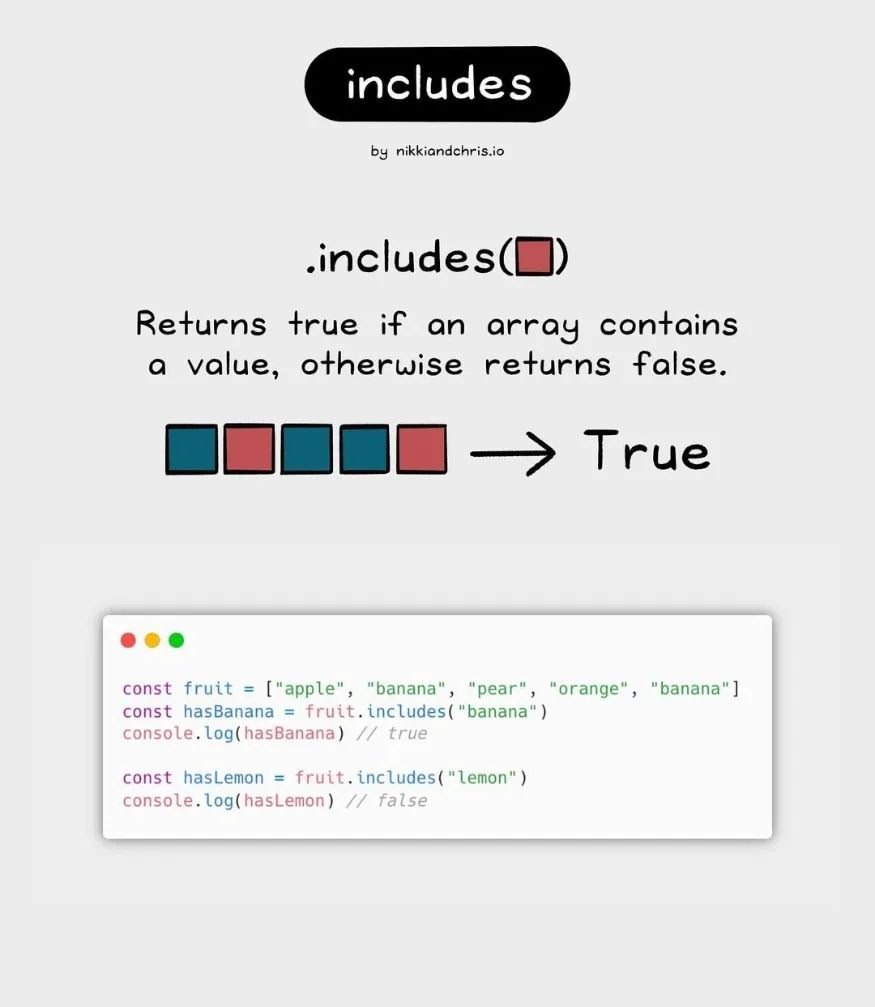 includes
by nikkiandchris.io
.includes( )
Returns true if an array contains
a value, otherwise returns false.
True
const fruit = ["apple", "banana", "pear", "orange", "banana"]
const hasBanana = fruit.includes("banana")
console.log(hasBanana) // true
const hasLemon = fruit.includes("lemon")
console.log(hasLemon) // false